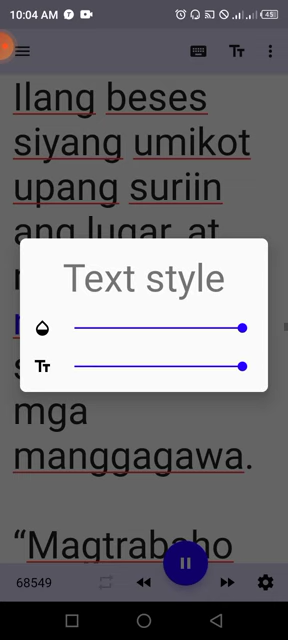 10:04 AM
Ilang beses
siyang umikot
upang suriin
ang lugar, at
Text style
mga
manggagawa.
“Magtrabaho
68549